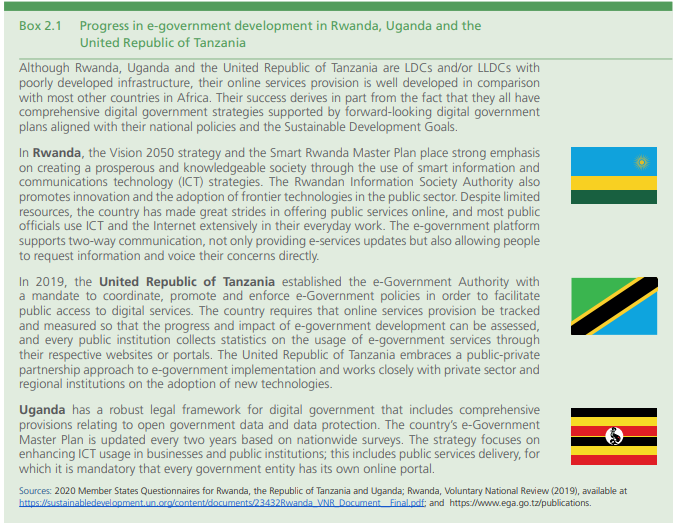 Box 2.1 Progress in e-government development in Rwanda, Uganda and the
United Republic of Tanzania
Although Rwanda, Uganda and the United Republic of Tanzania are LDCs and/or LLDCs with
poorly developed infrastructure, their online services provision is well developed in comparison
with most other countries in Africa. Their success derives in part from the fact that they all have
comprehensive digital government strategies supported by forward-looking digital government
plans aligned with their national policies and the Sustainable Development Goals.
In Rwanda, the Vision 2050 strategy and the Smart Rwanda Master Plan place strong emphasis
on creating a prosperous and knowledgeable society through the use of smart information and
communications technology (ICT) strategies. The Rwandan Information Society Authority also
promotes innovation and the adoption of frontier technologies in the public sector. Despite limited
resources, the country has made great strides in offering public services online, and most public
officials use ICT and the Internet extensively in their everyday work. The e-government platform
supports two-way communication, not only providing e-services updates but also allowing people
to request information and voice their concerns directly.
In 2019, the United Republic of Tanzania established the e-Government Authority with
a mandate to coordinate, promote and enforce e-Government policies in order to facilitate
public access to digital services. The country requires that online services provision be tracked
and measured so that the progress and impact of e-government development can be assessed,
and every public institution collects statistics on the usage of e-government services through
their respective websites or portals. The United Republic of Tanzania embraces a public-private
partnership approach to e-government implementation and works closely with private sector and
regional institutions on the adoption of new technologies.
Uganda has a robust legal framework for digital government that includes comprehensive
provisions relating to open government data and data protection. The country's e-Government
Master Plan is updated every two years based on nationwide surveys. The strategy focuses on
enhancing ICT usage in businesses and public institutions; this includes public services delivery, for
which it is mandatory that every government entity has its own online portal.
Sources: 2020 Member States Questionnaires for Rwanda, the Republic of Tanzania and Uganda; Rwanda, Voluntary National Review (2019), available at
https://sustainabledevelopment.un.org/content/documents/23432Rwanda_VNR_Document__Final.pdf; and https://www.ega.go.tz/publications.